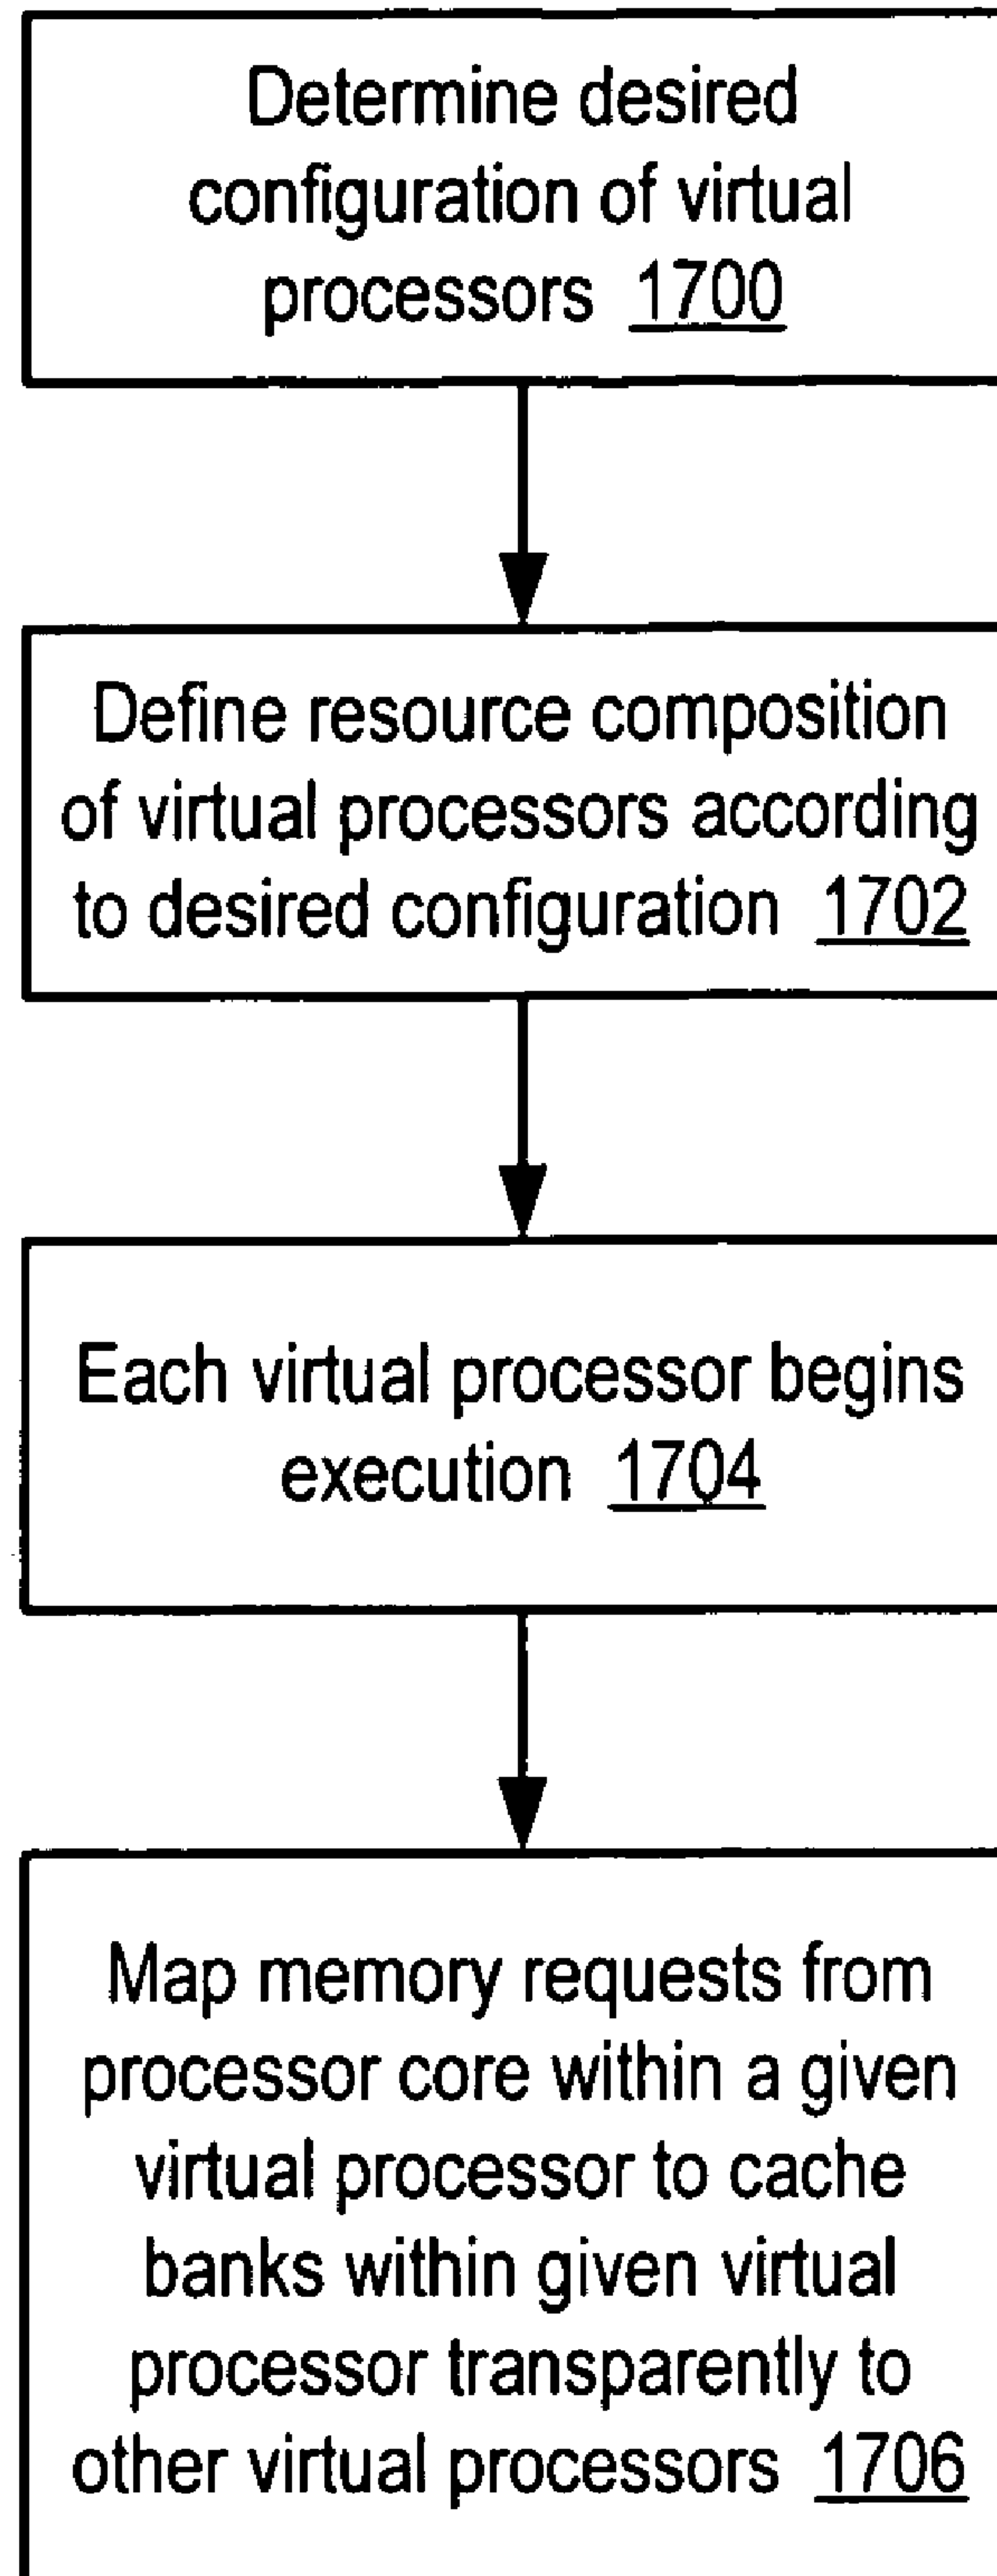 Determine desired
configuration of virtual
processors 1700
Define resource composition
of virtual processors according
to desired configuration 1702
Each virtual processor begins
execution 1704
Map memory requests from
processor core within a given
virtual processor to cache
banks within given virtual
processor transparently to
other virtual processors 1706